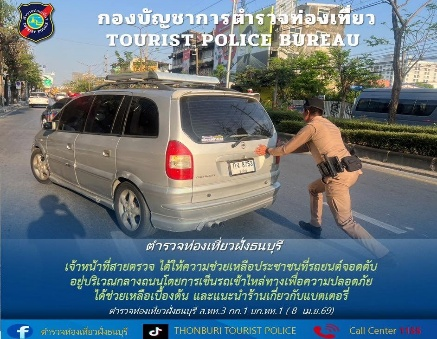 กองบัญชาการตำรวจท่องเที่ยว
TOURIST POLICE BUREAU
ตำรวจท่องเที่ยวฝั่งธนบุรี
เจ้าหน้าที่สายตรวจ ได้ให้ความช่วยเหลือประชาชนที่รถยนต์จอดดับ
อยู่บริเวณกลางถนนโดยการเข็นรถเข้าไหล่ทางเพื่อความปลอดภัย
ได้ช่วยเหลือเบื้องต้น และแนะนำร้านเกี่ยวกับแบตเตอรี่
ตำรวจท่องเที่ยวฝั่งธนบุรี ส.ทท.3 กก.1 บก.ทท.1 ( 8 เม.ย.69)
ตำรวจท่องเที่ยวฝั่งธนบุรี THONBURI TOURIST POLICE Call Center 1155